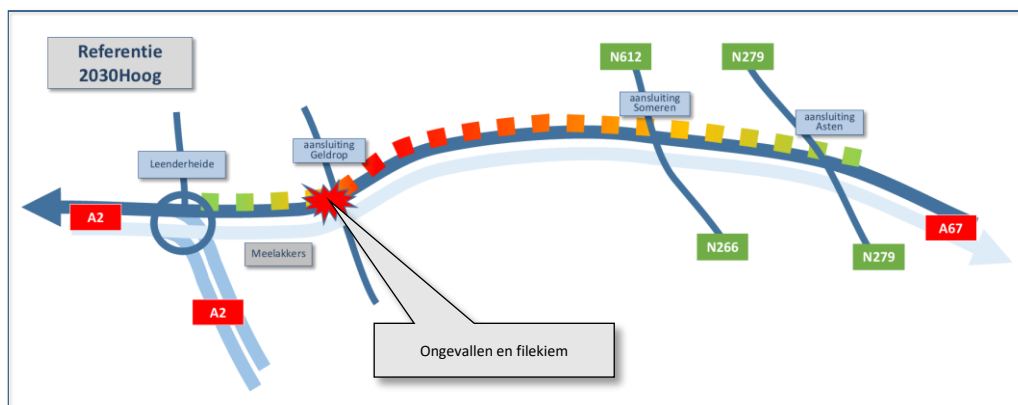 Referentie
2030Hoog
N612
N279
aansluiting
Someren
aansluiting
Asten
aansluiting
Geldrop
Leenderheide
A2
Meelakkers
A67
N266
N279
A2
Ongevallen en filekiem